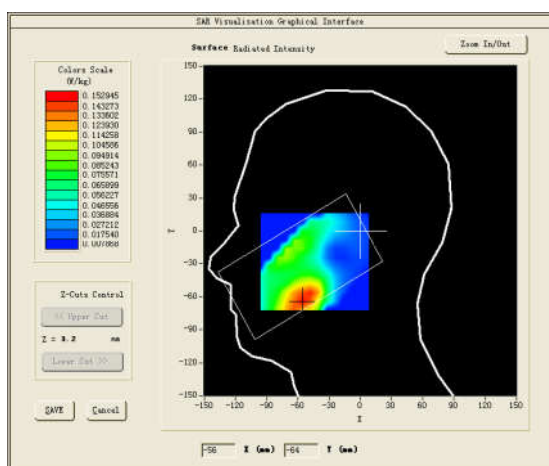 SAR Visualisation Graphical Interface
Surface Radiated Intensity
Zoom In/Out
Colors Scale
(W/kg)
0.152945
0.143273
0.133602
0.123930
0.114258
0.104586
0.094914
0.085243
0.075571
0.065899
0.056227
0.046556
0.036884
0.027212
0.017540
0.007868
150
120
90
60
30
0
-30
-60
-90
-120
-150
Y
-150 -120 -90 -60 -30 0 30 60 90 120 150
X
Z-Cuts Control
<< Upper Cut
Z = 3.2 mm
Lower Cut >>
SAVE Cancel
-56 X (mm) -64 Y (mm)